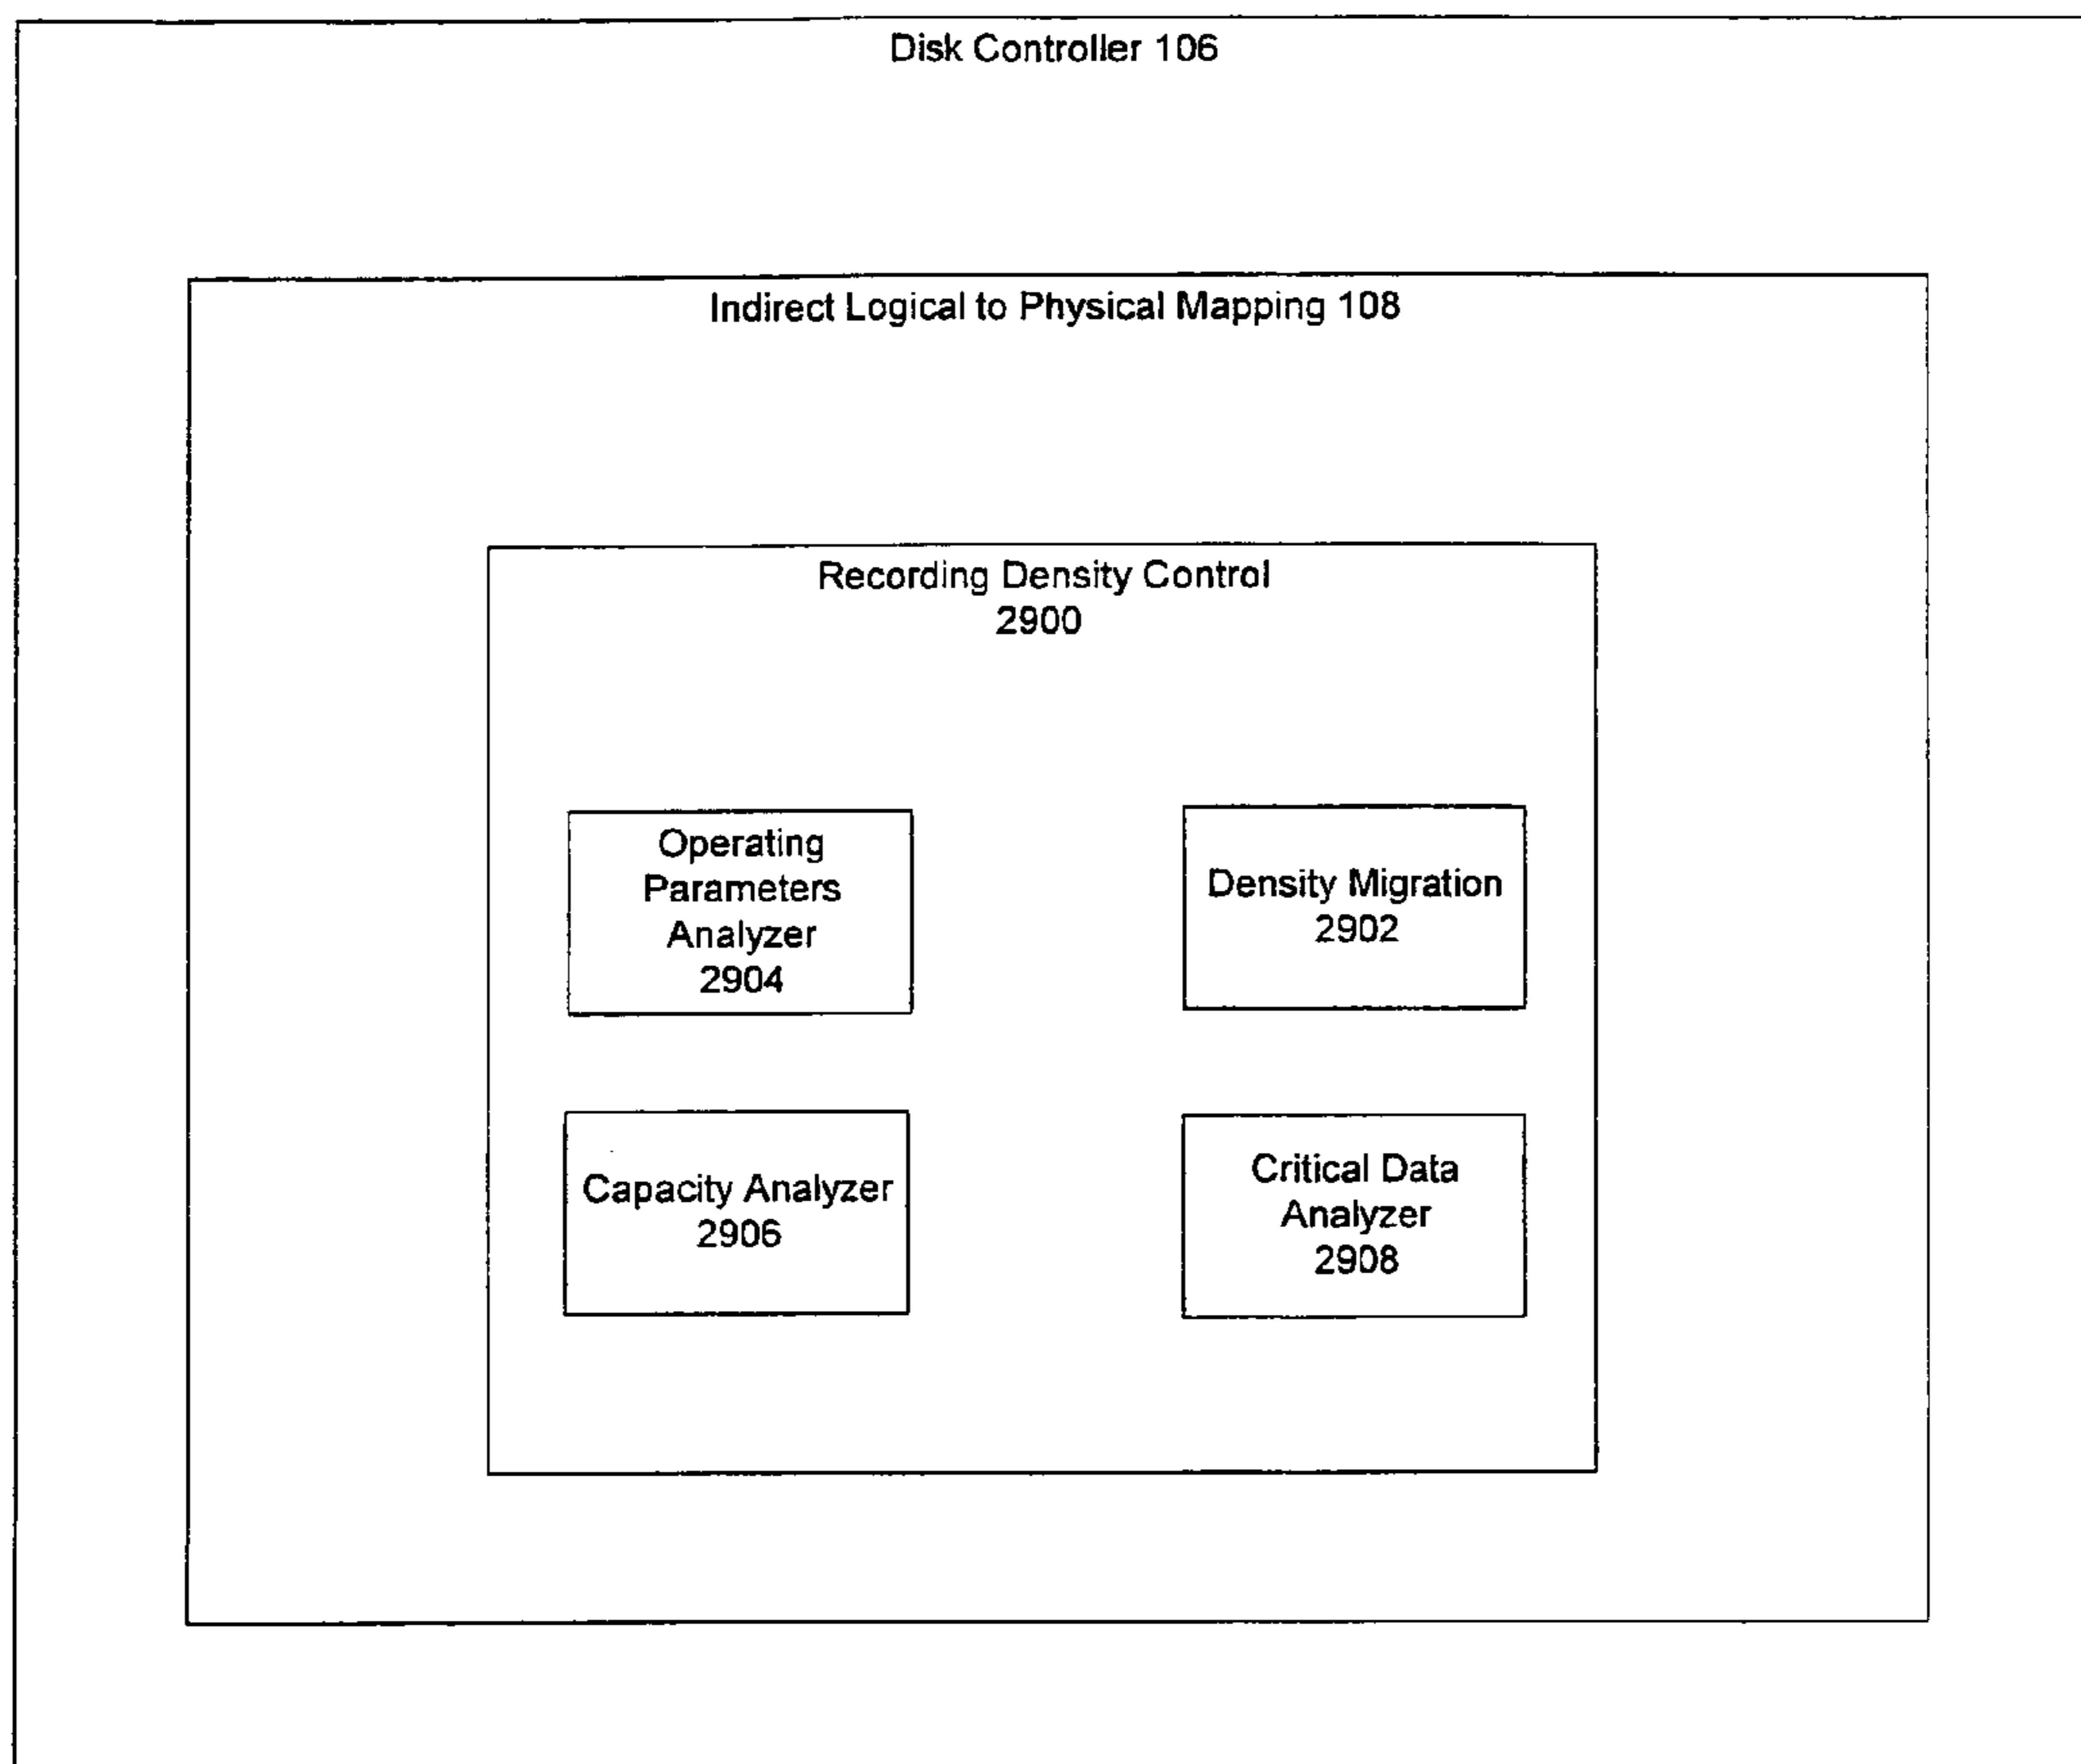 Disk Controller 106
Indirect Logical to Physical Mapping 108
Recording Density Control
2900
Operating
Parameters
Analyzer
2904
Density Migration
2902
Capacity Analyzer
2906
Critical Data
Analyzer
2908